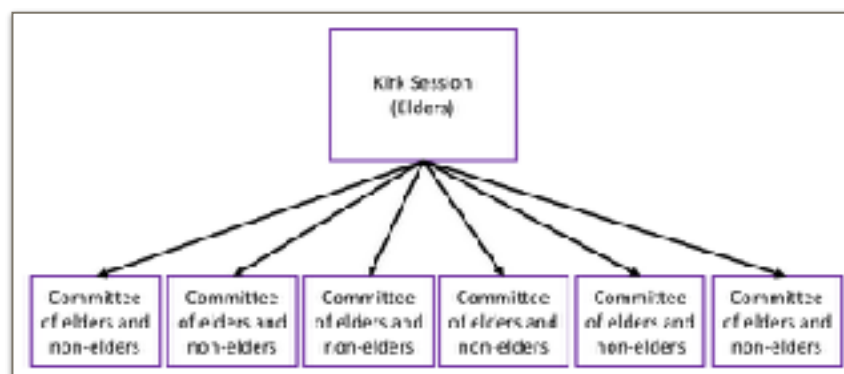 Kirk Session
(Elders)
Committee
of elders and
non-elders
Committee
of elders and
non-elders
Committee
of elders and
non-elders
Committee
of elders and
non-elders
Committee
of elders and
non-elders
Committee
of elders and
non-elders